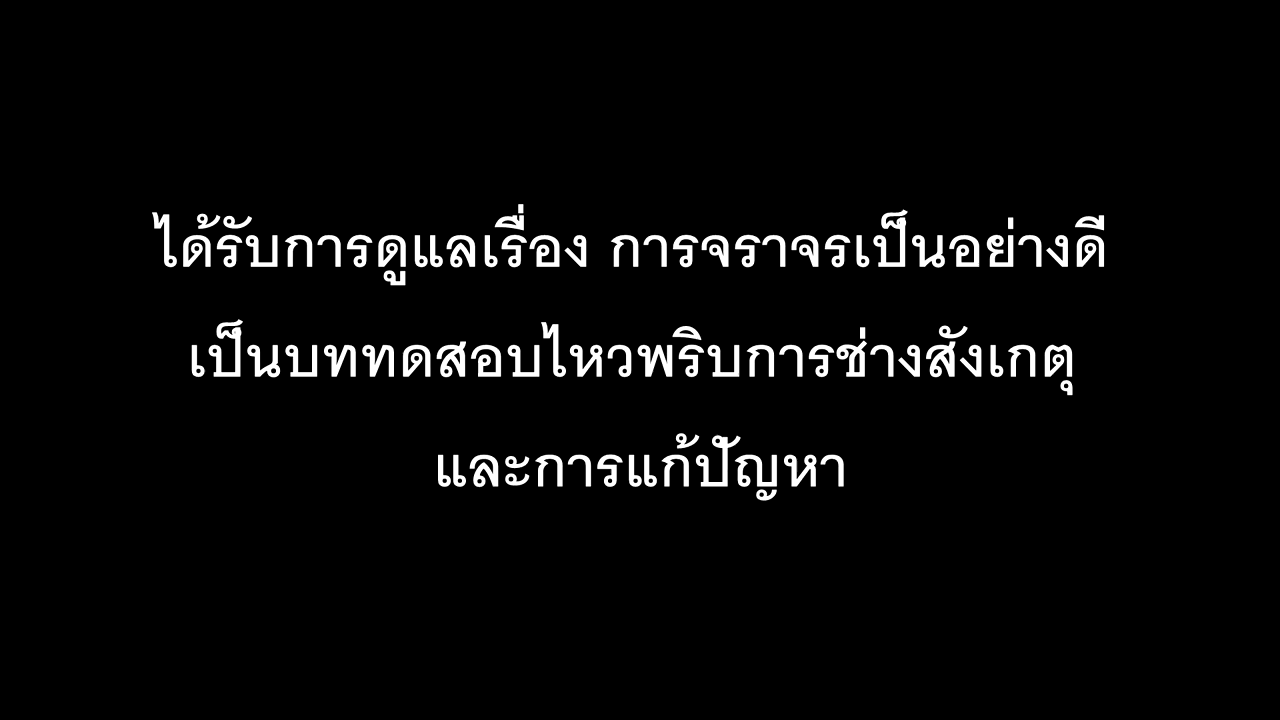 ได้รับการดูแลเรื่อง การจราจรเป็นอย่างดี
เป็นบททดสอบไหวพริบการช่างสังเกตุ
และการแก้ปัญหา